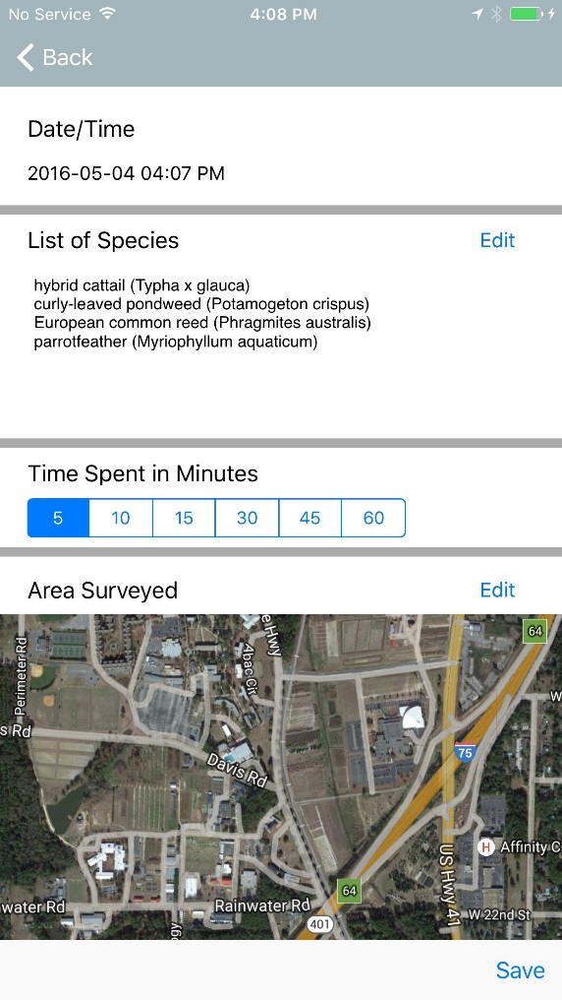 No Service
4:08 PM
Back
Date/Time
2016-05-04 04:07 PM
List of Species
Edit
hybrid cattail (Typha x glauca)
curly-leaved pondweed (Potamogeton crispus)
European common reed (Phragmites australis)
parrotfeather (Myriophyllum aquaticum)
Time Spent in Minutes
5 10 15 30 45 60
Area Surveyed
Edit
e Hwy
64
Perimeter Rd
Abac Cir
W
s Rd
75
Davis Rd
H Affinity C
US Hwy 41
64
water Rd
Rainwater Rd
401
W 22nd St
ogy
Save